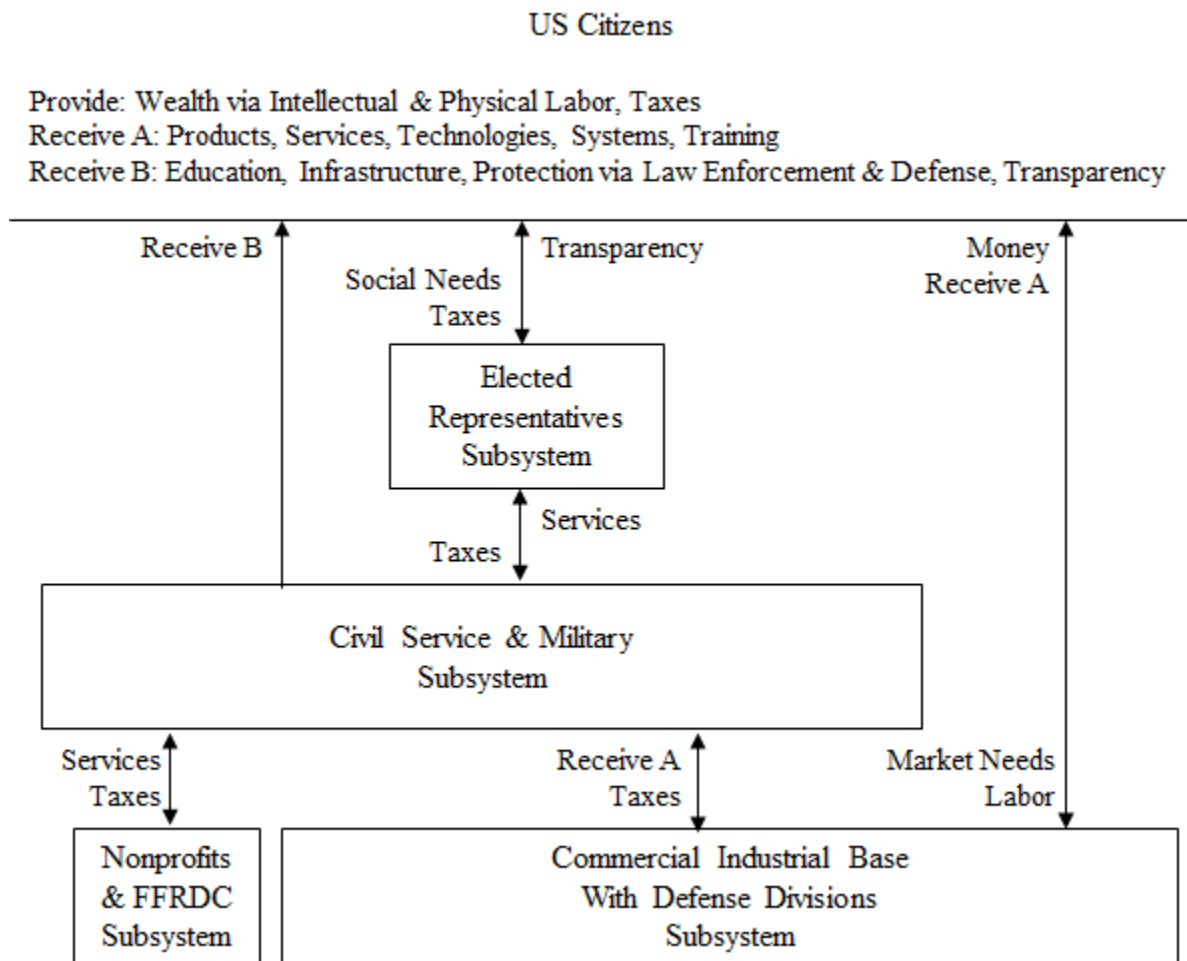 US Citizens
Provide: Wealth via Intellectual & Physical Labor, Taxes
Receive A: Products, Services, Technologies, Systems, Training
Receive B: Education, Infrastructure, Protection via Law Enforcement & Defense, Transparency
Receive B
Transparency
Social Needs
Taxes
Money
Receive A
Elected
Representatives
Subsystem
Services
Taxes
Civil Service & Military
Subsystem
Services
Taxes
Receive A
Taxes
Market Needs
Labor
Nonprofits
& FFRDC
Subsystem
Commercial Industrial Base
With Defense Divisions
Subsystem